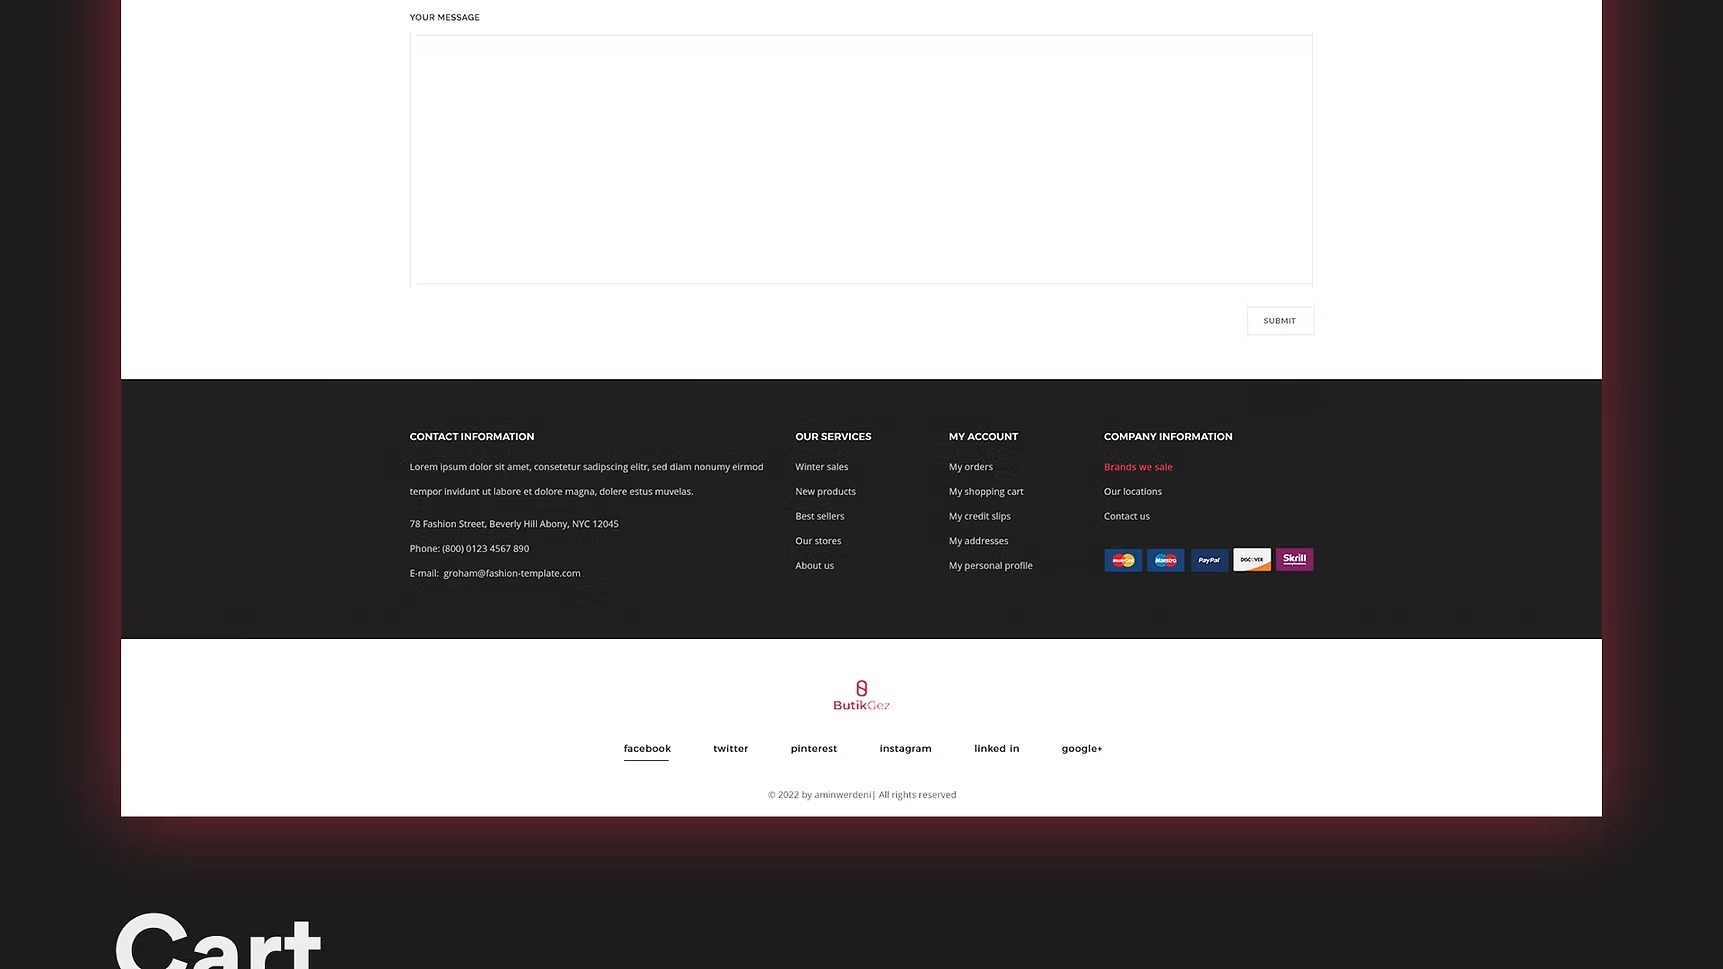 YOUR MESSAGE
SUBMIT
CONTACT INFORMATION
Lorem ipsum dolor sit amet, consetetur sadipscing elitr, sed diam nonumy eirmod
tempor invidunt ut labore et dolore magna, dolere estus muvelas.
78 Fashion Street, Beverly Hill Abony, NYC 12045
Phone: (800) 0123 4567 890
E-mail: groham@fashion-template.com
OUR SERVICES
Winter sales
New products
Best sellers
Our stores
About us
MY ACCOUNT
My orders
My shopping cart
My credit slips
My addresses
My personal profile
COMPANY INFORMATION
Brands we sale
Our locations
Contact us
MasterCard Maestro PayPal DISCOVER Skrill
ButikGez
facebook twitter pinterest instagram linked in google+
© 2022 by aminwerdeni| All rights reserved
Cart